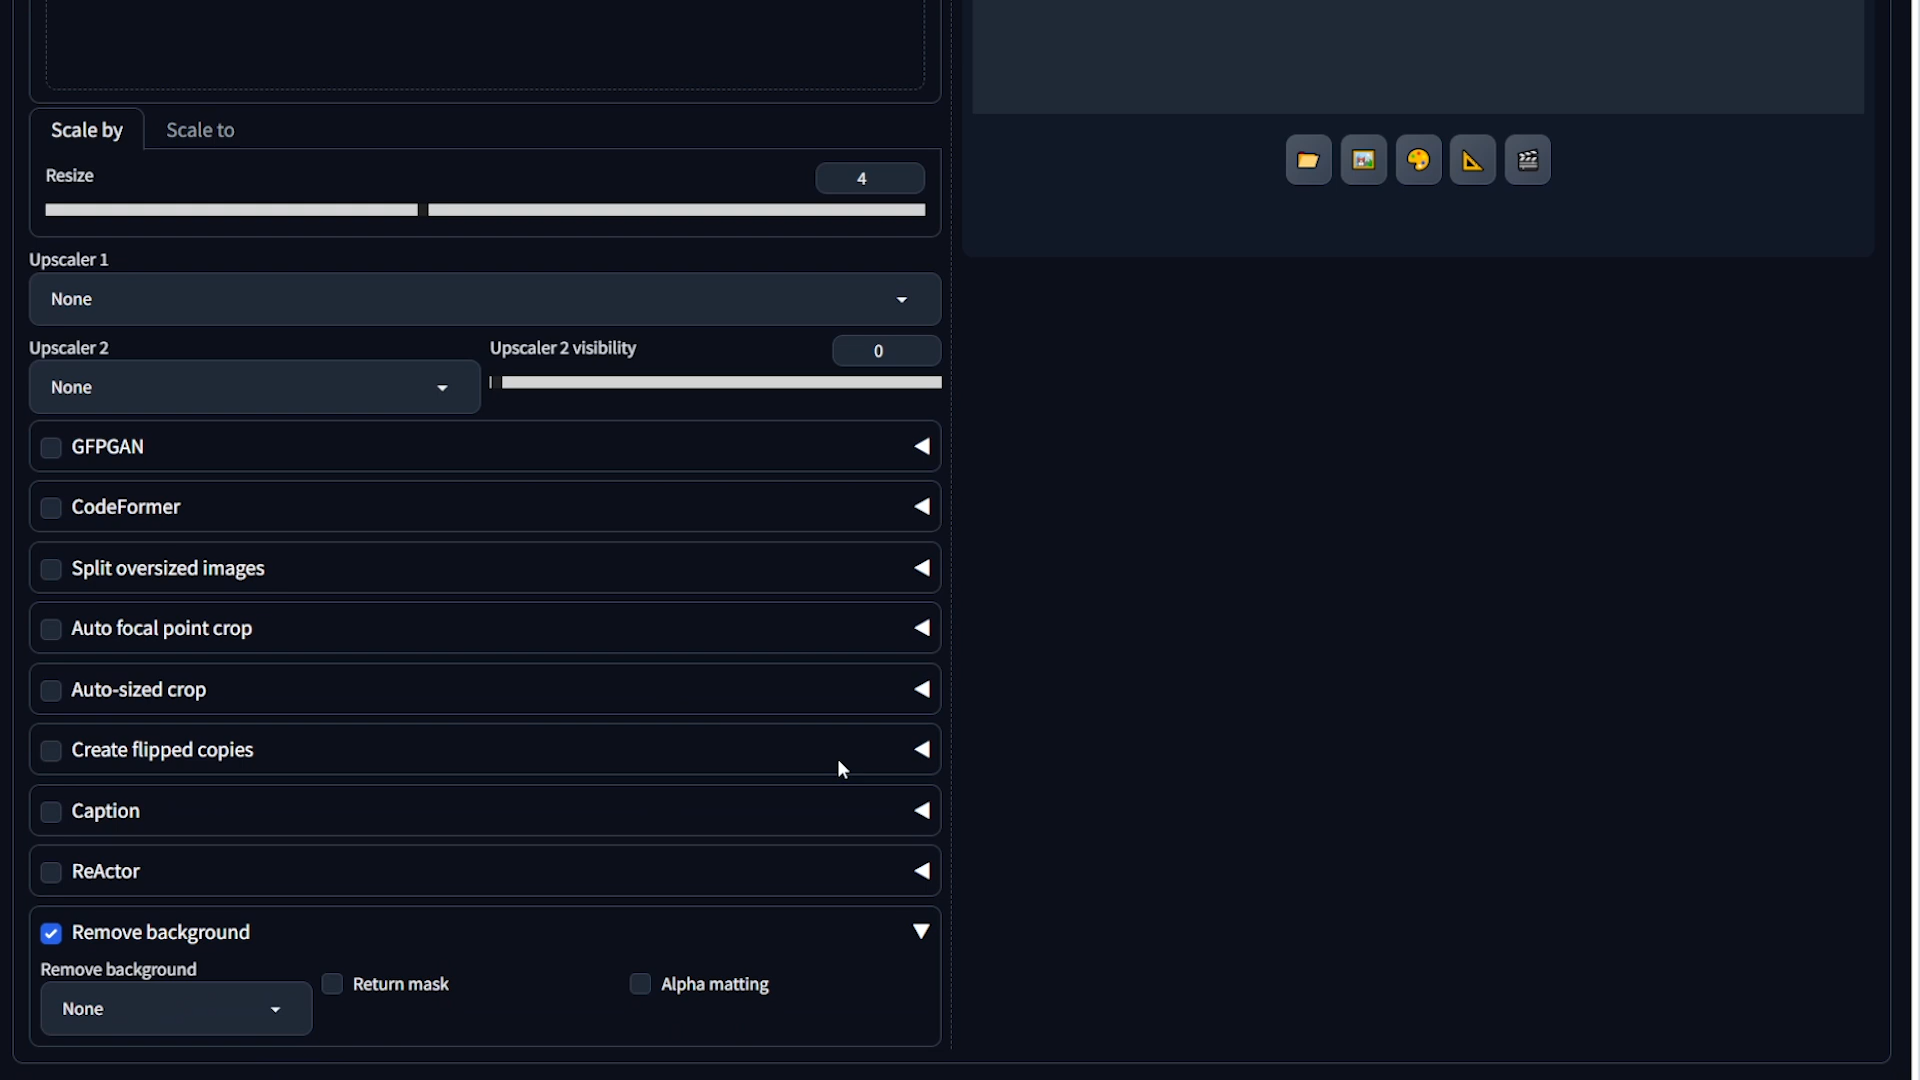 Scale by
Scale to
Resize
4
Upscaler 1
None
Upscaler 2
Upscaler 2 visibility
0
None
GFPGAN
CodeFormer
Split oversized images
Auto focal point crop
Auto-sized crop
Create flipped copies
Caption
ReActor
Remove background
Remove background
Return mask
Alpha matting
None